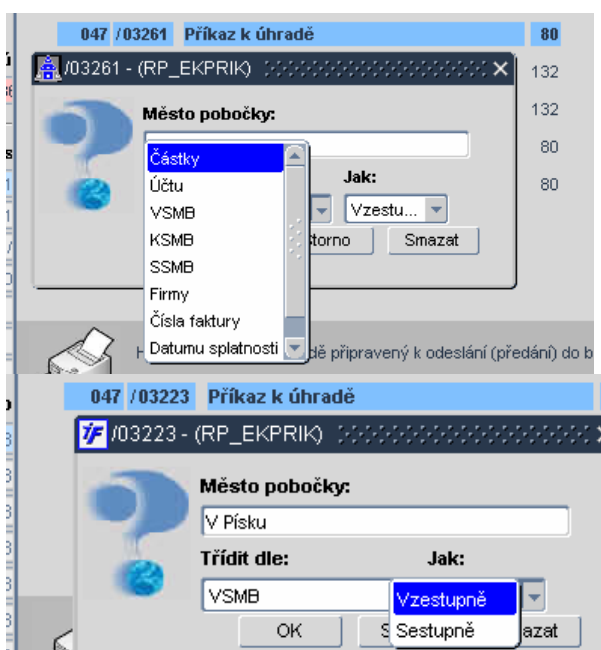 047 /03261 Příkaz k úhradě 80
/03261 - (RP_EKPRIK)
132
Město pobočky:
132
80
Částky
Jak:
80
Účtu
VSMB
Vzestu...
KSMB
Storno Smazat
SSMB
Firmy
Čísla faktury
Datumu splatnosti
dě připravený k odeslání (předání) do b
047 /03223 Příkaz k úhradě
/03223 - (RP_EKPRIK)
Město pobočky:
V Písku
Třídit dle: Jak:
VSMB
Vzestupně
OK
Sestupně
azat